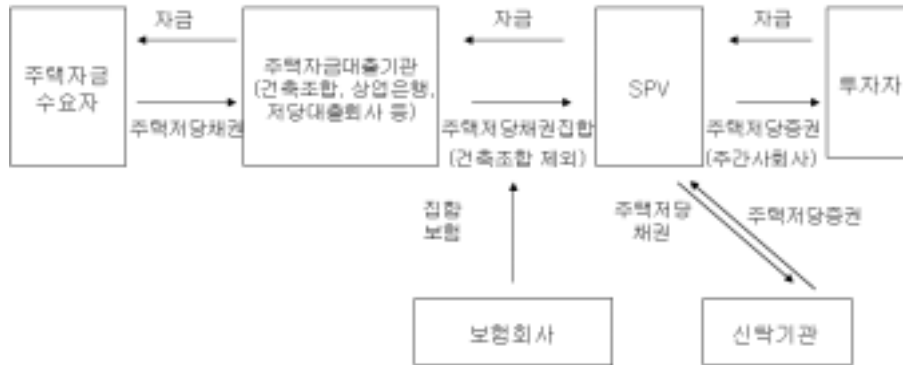 자금
자금
자금
주택자금
수요자
주택자금대출기관
(건축조합, 상업은행,
저당대출회사 등)
SPV
투자자
주택저당채권
주택저당채권집합
(건축조합 제외)
주택저당증권
(주간사회사)
집합
보험
주택저당
채권
주택저당증권
보험회사
신탁기관